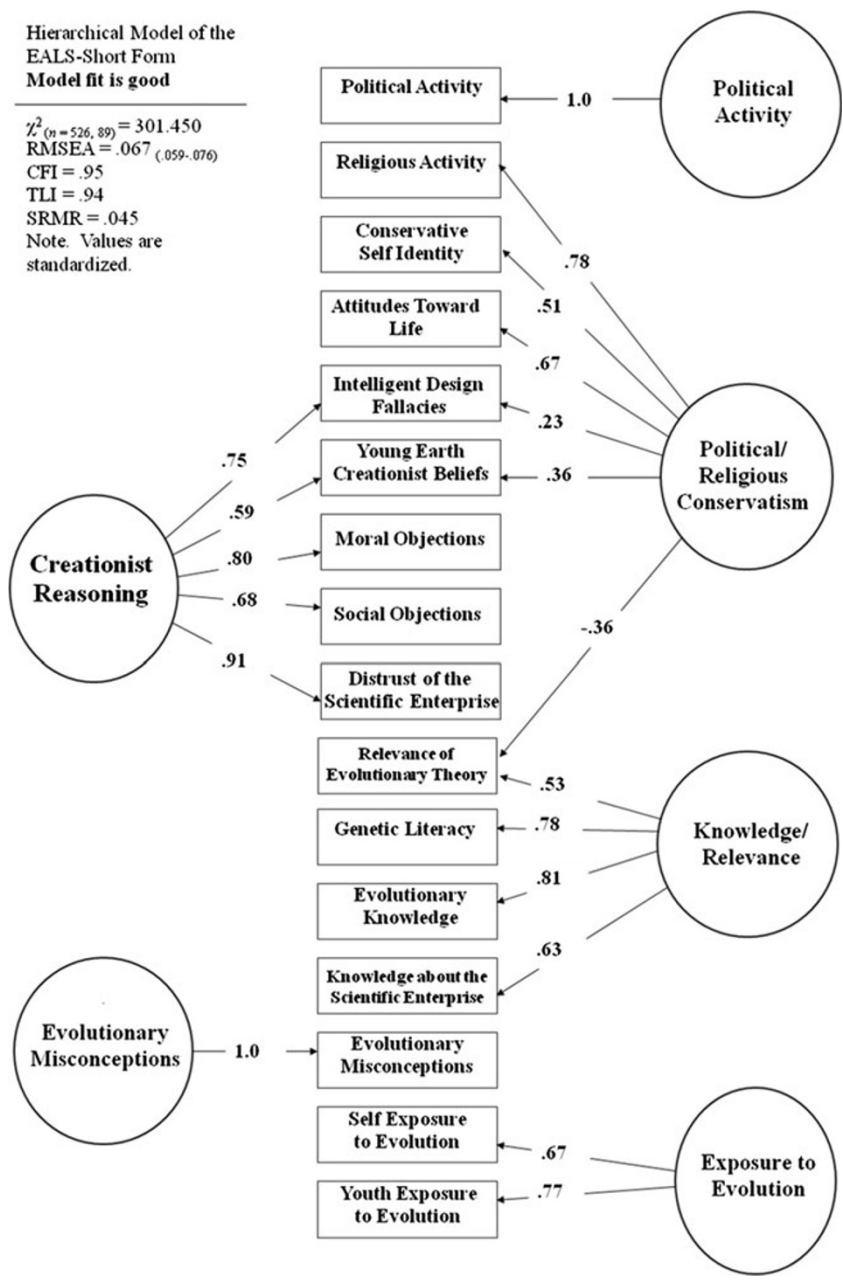 Hierarchical Model of the
EALS-Short Form
Model fit is good
χ² (n = 526, 89) = 301.450
RMSEA = .067 (.059-.076)
CFI = .95
TLI = .94
SRMR = .045
Note. Values are
standardized.
Political Activity
1.0
Political
Activity
Religious Activity
Conservative
Self Identity
Attitudes Toward
Life
Intelligent Design
Fallacies
Young Earth
Creationist Beliefs
Moral Objections
Social Objections
Distrust of the
Scientific Enterprise
Relevance of
Evolutionary Theory
Genetic Literacy
Evolutionary
Knowledge
Knowledge about the
Scientific Enterprise
Evolutionary
Misconceptions
Self Exposure
to Evolution
Youth Exposure
to Evolution
.78
.51
.67
.23
.36
-.36
Political/
Religious
Conservatism
.75
.59
.80
.68
.91
Creationist
Reasoning
.53
.78
.81
.63
Knowledge/
Relevance
Evolutionary
Misconceptions
1.0
.67
.77
Exposure to
Evolution